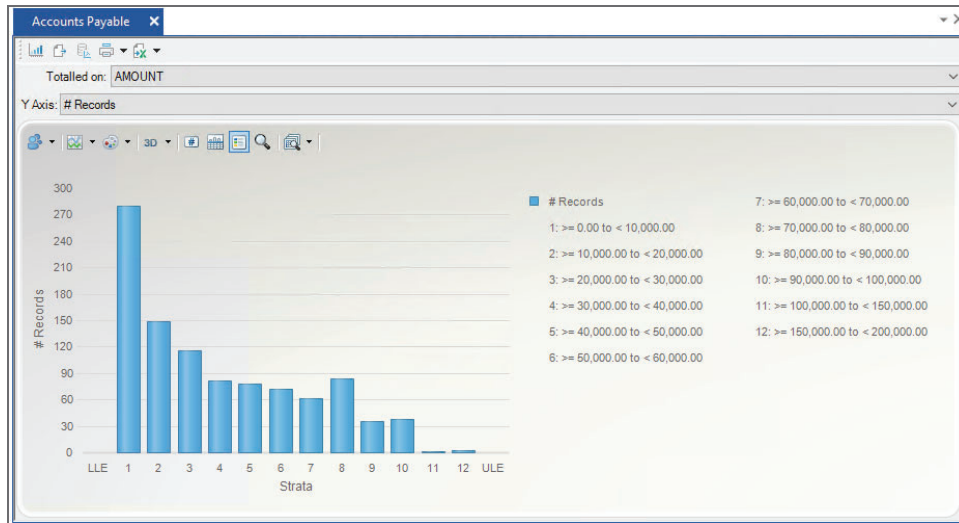 Accounts Payable
Totalled on: AMOUNT
Y Axis: # Records
3D
#
300
270
240
210
180
150
120
90
60
30
0
# Records
LLE 1 2 3 4 5 6 7 8 9 10 11 12 ULE
Strata
# Records
1: >= 0.00 to < 10,000.00
2: >= 10,000.00 to < 20,000.00
3: >= 20,000.00 to < 30,000.00
4: >= 30,000.00 to < 40,000.00
5: >= 40,000.00 to < 50,000.00
6: >= 50,000.00 to < 60,000.00
7: >= 60,000.00 to < 70,000.00
8: >= 70,000.00 to < 80,000.00
9: >= 80,000.00 to < 90,000.00
10: >= 90,000.00 to < 100,000.00
11: >= 100,000.00 to < 150,000.00
12: >= 150,000.00 to < 200,000.00